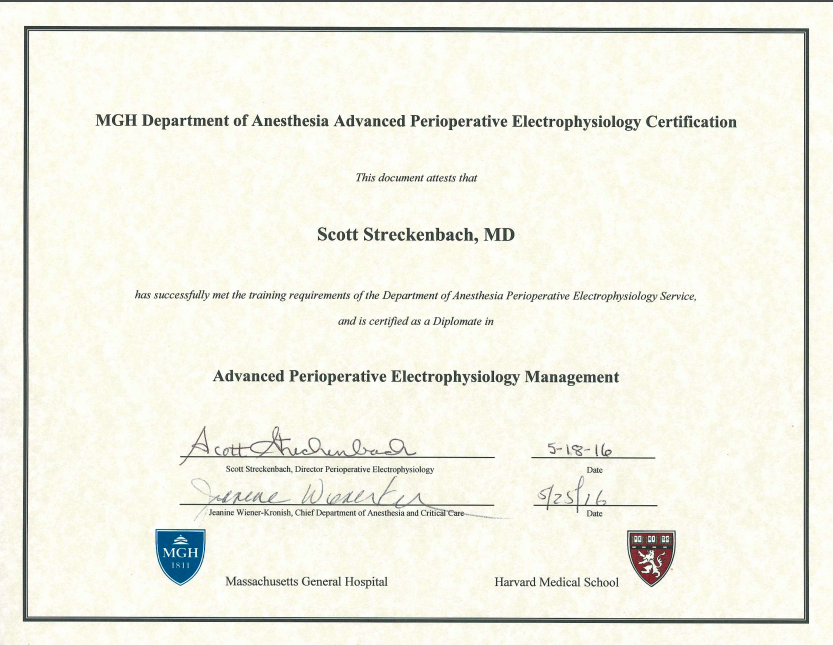 MGH Department of Anesthesia Advanced Perioperative Electrophysiology Certification
This document attests that
Scott Streckenbach, MD
has successfully met the training requirements of the Department of Anesthesia Perioperative Electrophysiology Service,
and is certified as a Diplomate in
Advanced Perioperative Electrophysiology Management
Scott Streckenbach 5-18-16
Scott Streckenbach, Director Perioperative Electrophysiology Date
Jeanine 5/25/16
Jeanine Wiener-Kronish, Chief Department of Anesthesia and Critical Care Date
MGH
1811
Massachusetts General Hospital Harvard Medical School